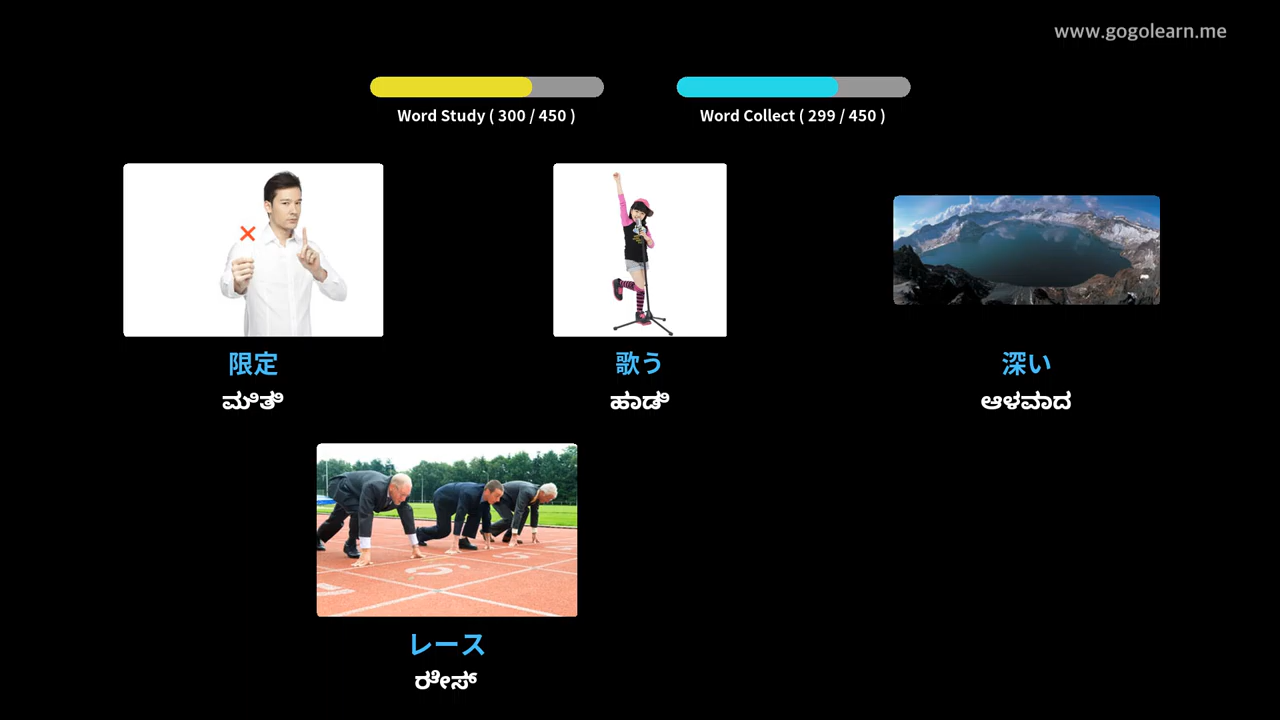 www.gogolearn.me
Word Study ( 300 / 450 )
Word Collect ( 299 / 450 )
限定
ಮಿತಿ
歌う
ಹಾಡಿ
深い
ಆಳವಾದ
レース
ರೇಸ್